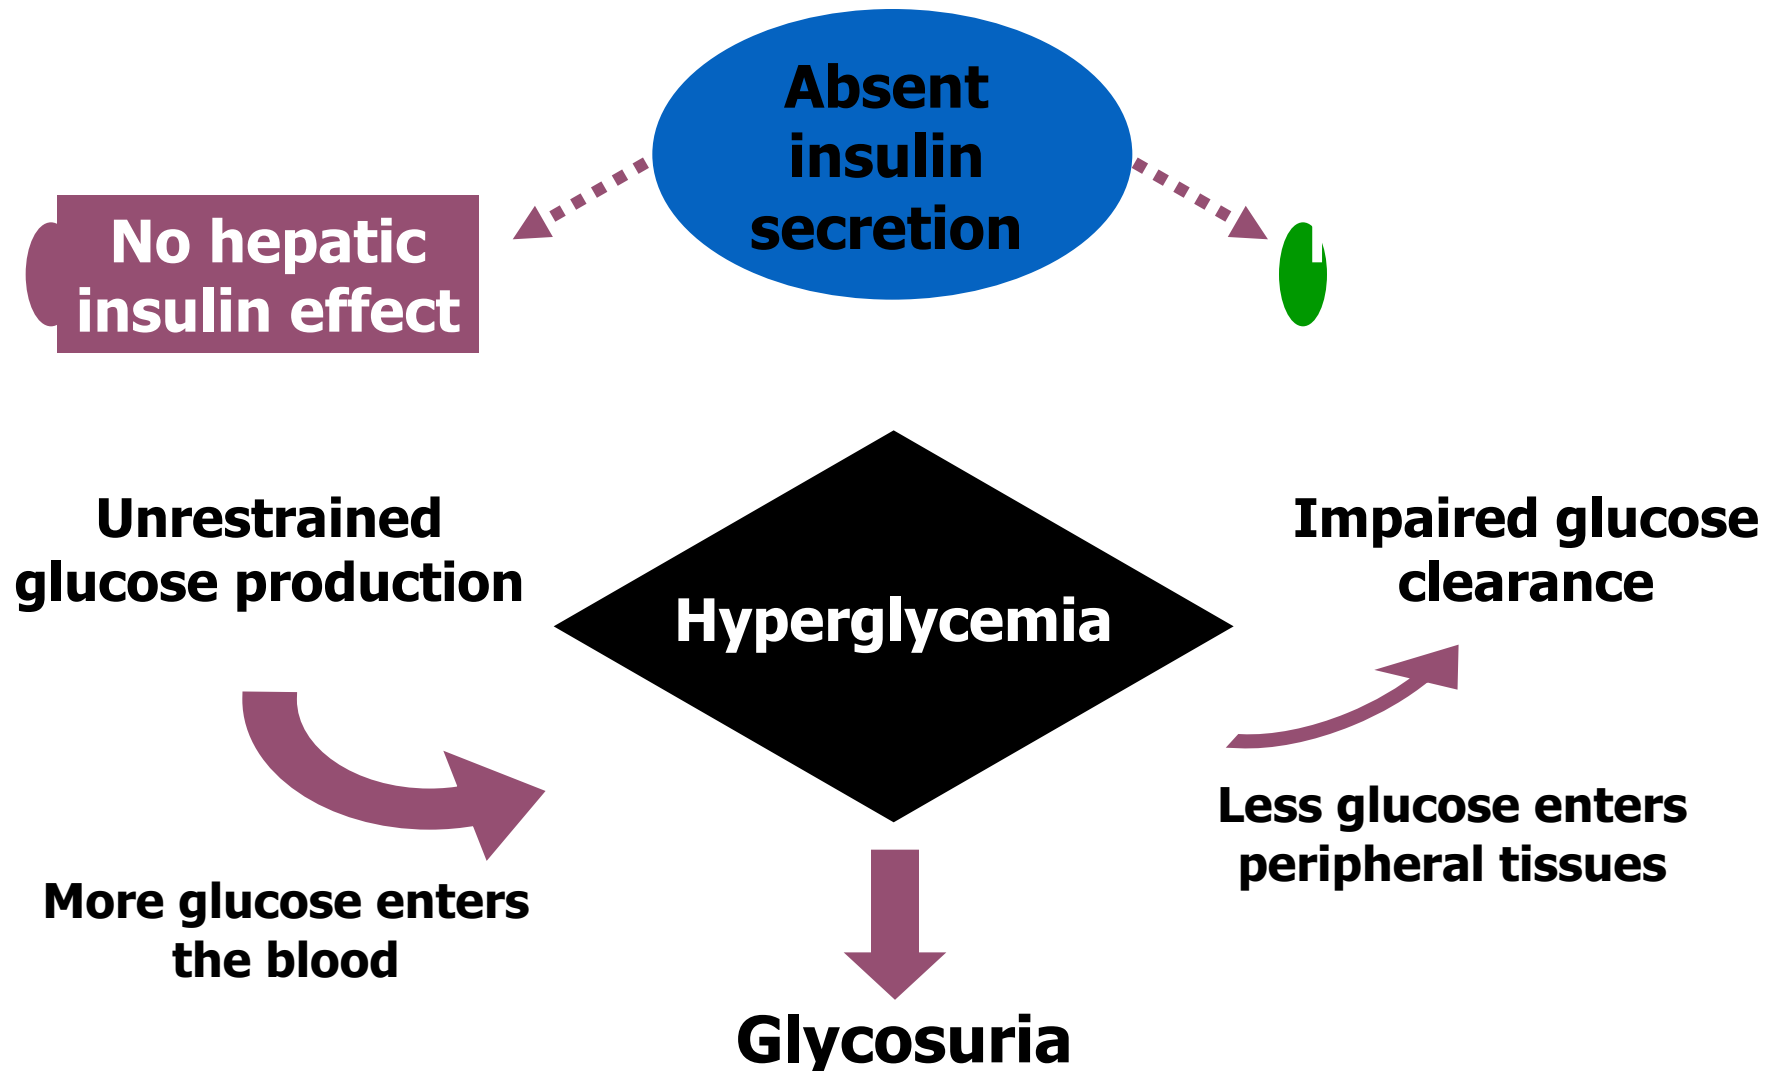 Absent
insulin
secretion
No hepatic
insulin effect
Unrestrained
glucose production
Hyperglycemia
Impaired glucose
clearance
More glucose enters
the blood
Less glucose enters
peripheral tissues
Glycosuria